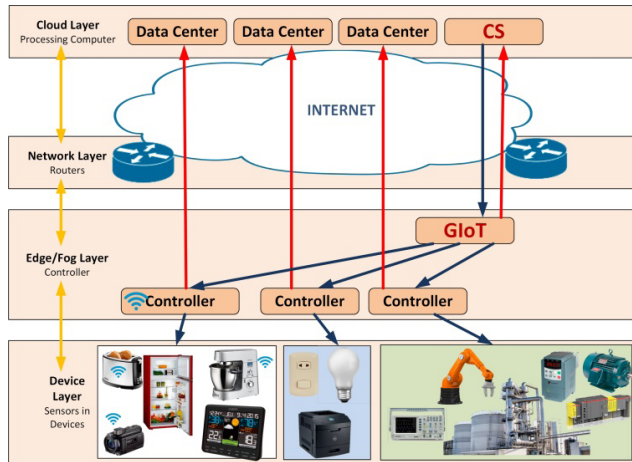 Cloud Layer
Processing Computer
Data Center
Data Center
Data Center
CS
INTERNET
Network Layer
Routers
GIoT
Edge/Fog Layer
Controller
Controller
Controller
Controller
Device
Layer
Sensors in
Devices